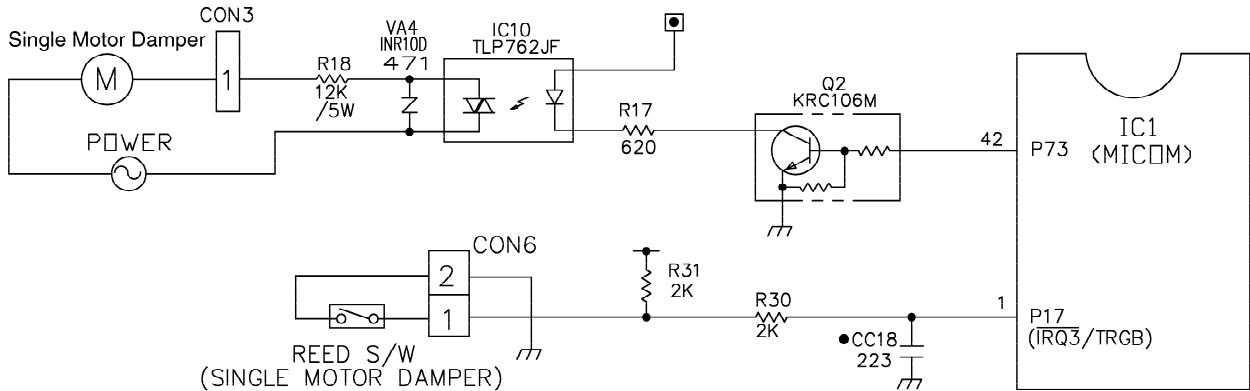 CON3
Single Motor Damper
M
1
R18
12K
/5W
VA4
INR10D
471
IC10
TLP762JF
POWER
R17
620
Q2
KRC106M
42
P73
IC1
(MICOM)
CON6
2
1
REED S/W
(SINGLE MOTOR DAMPER)
R31
2K
R30
2K
CC18
223
1
P17
(IRQ3/TRGB)